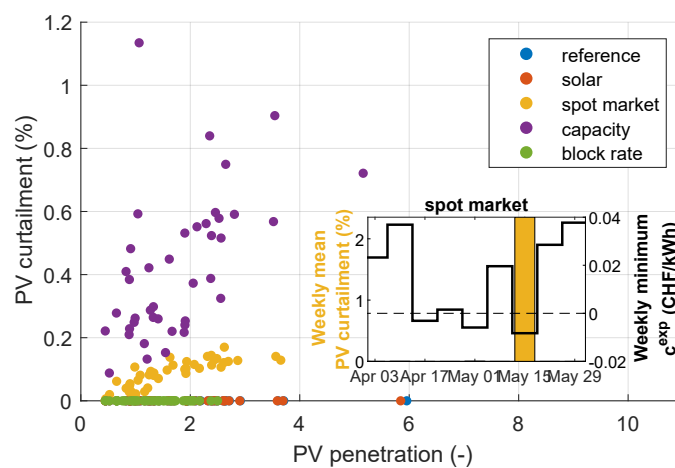 1.2
1
0.8
0.6
0.4
0.2
0
PV curtailment (%)
0 2 4 6 8 10
PV penetration (-)
reference
solar
spot market
capacity
block rate
spot market
Weekly mean
PV curtailment (%)
2
1
0
0.04
0.02
0
-0.02
Weekly minimum
c^exp (CHF/kWh)
Apr 03 Apr 17 May 01 May 15 May 29